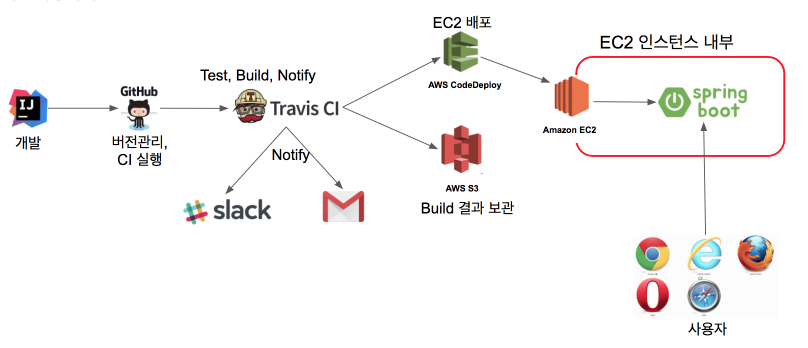 EC2 배포
EC2 인스턴스 내부
GitHub
Test, Build, Notify
AWS CodeDeploy
IJ
Travis CI
spring
boot
개발
버전관리,
CI 실행
Amazon EC2
Notify
AWS S3
slack
Build 결과 보관
사용자